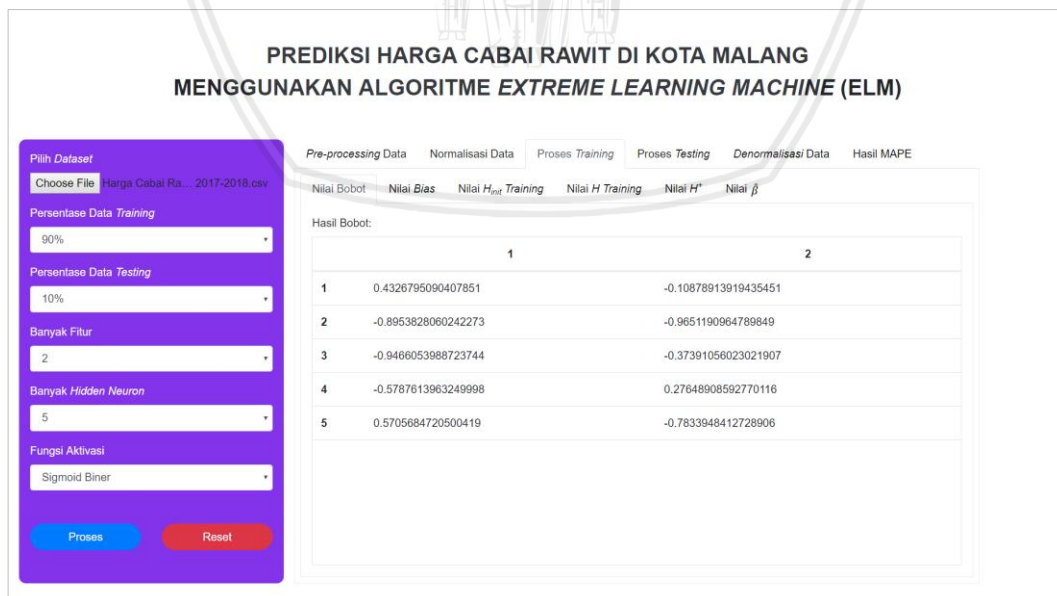 PREDIKSI HARGA CABAI RAWIT DI KOTA MALANG
MENGGUNAKAN ALGORITME EXTREME LEARNING MACHINE (ELM)
Pilih Dataset
Choose File Harga Cabai Ra... 2017-2018.csv
Persentase Data Training
90%
Persentase Data Testing
10%
Banyak Fitur
2
Banyak Hidden Neuron
5
Fungsi Aktivasi
Sigmoid Biner
Proses Reset
Pre-processing Data Normalisasi Data Proses Training Proses Testing Denormalisasi Data Hasil MAPE
Nilai Bobot Nilai Bias Nilai H_init Training Nilai H Training Nilai H⁺ Nilai β̂
Hasil Bobot:
1 2
1 0.4326795090407851 -0.10878913919435451
2 -0.8953828060242273 -0.9651190964789849
3 -0.9466053988723744 -0.37391056023021907
4 -0.5787613963249998 0.27648908592770116
5 0.5705684720500419 -0.7833948412728906